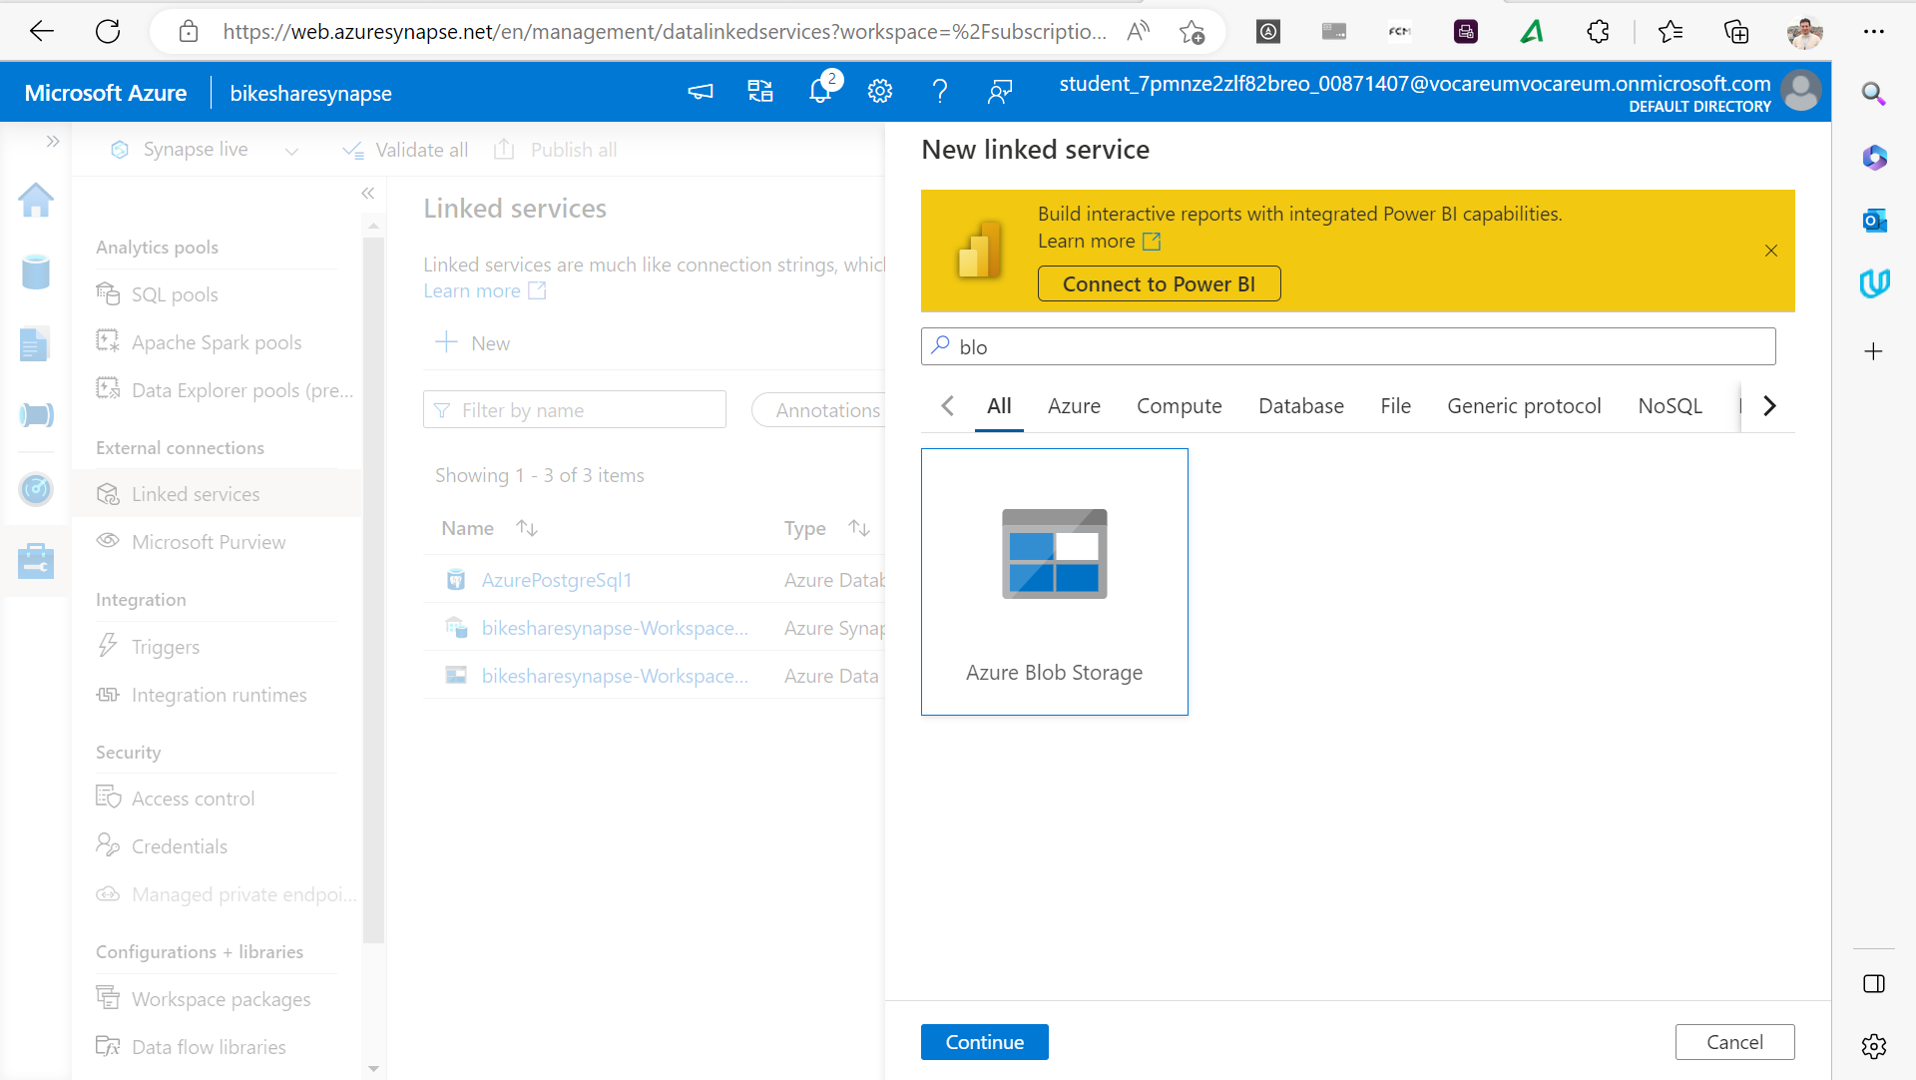 https://web.azuresynapse.net/en/management/datalinkedservices?workspace=%2Fsubscriptio...
FCM
Microsoft Azure
bikesharesynapse
2
student_7pmnze2zlf82breo_00871407@vocareumvocareum.onmicrosoft.com
DEFAULT DIRECTORY
Synapse live
Validate all
Publish all
Analytics pools
SQL pools
Apache Spark pools
Data Explorer pools (pre...
External connections
Linked services
Microsoft Purview
Integration
Triggers
Integration runtimes
Security
Access control
Credentials
Managed private endpoi...
Configurations + libraries
Workspace packages
Data flow libraries
Linked services
Linked services are much like connection strings, whic
Learn more
New
Filter by name
Annotations
Showing 1 - 3 of 3 items
Name
Type
AzurePostgreSql1
Azure Datab
bikesharesynapse-Workspace...
Azure Synap
bikesharesynapse-Workspace...
Azure Data
New linked service
Build interactive reports with integrated Power BI capabilities.
Learn more
Connect to Power BI
blo
All
Azure
Compute
Database
File
Generic protocol
NoSQL
Azure Blob Storage
Continue
Cancel